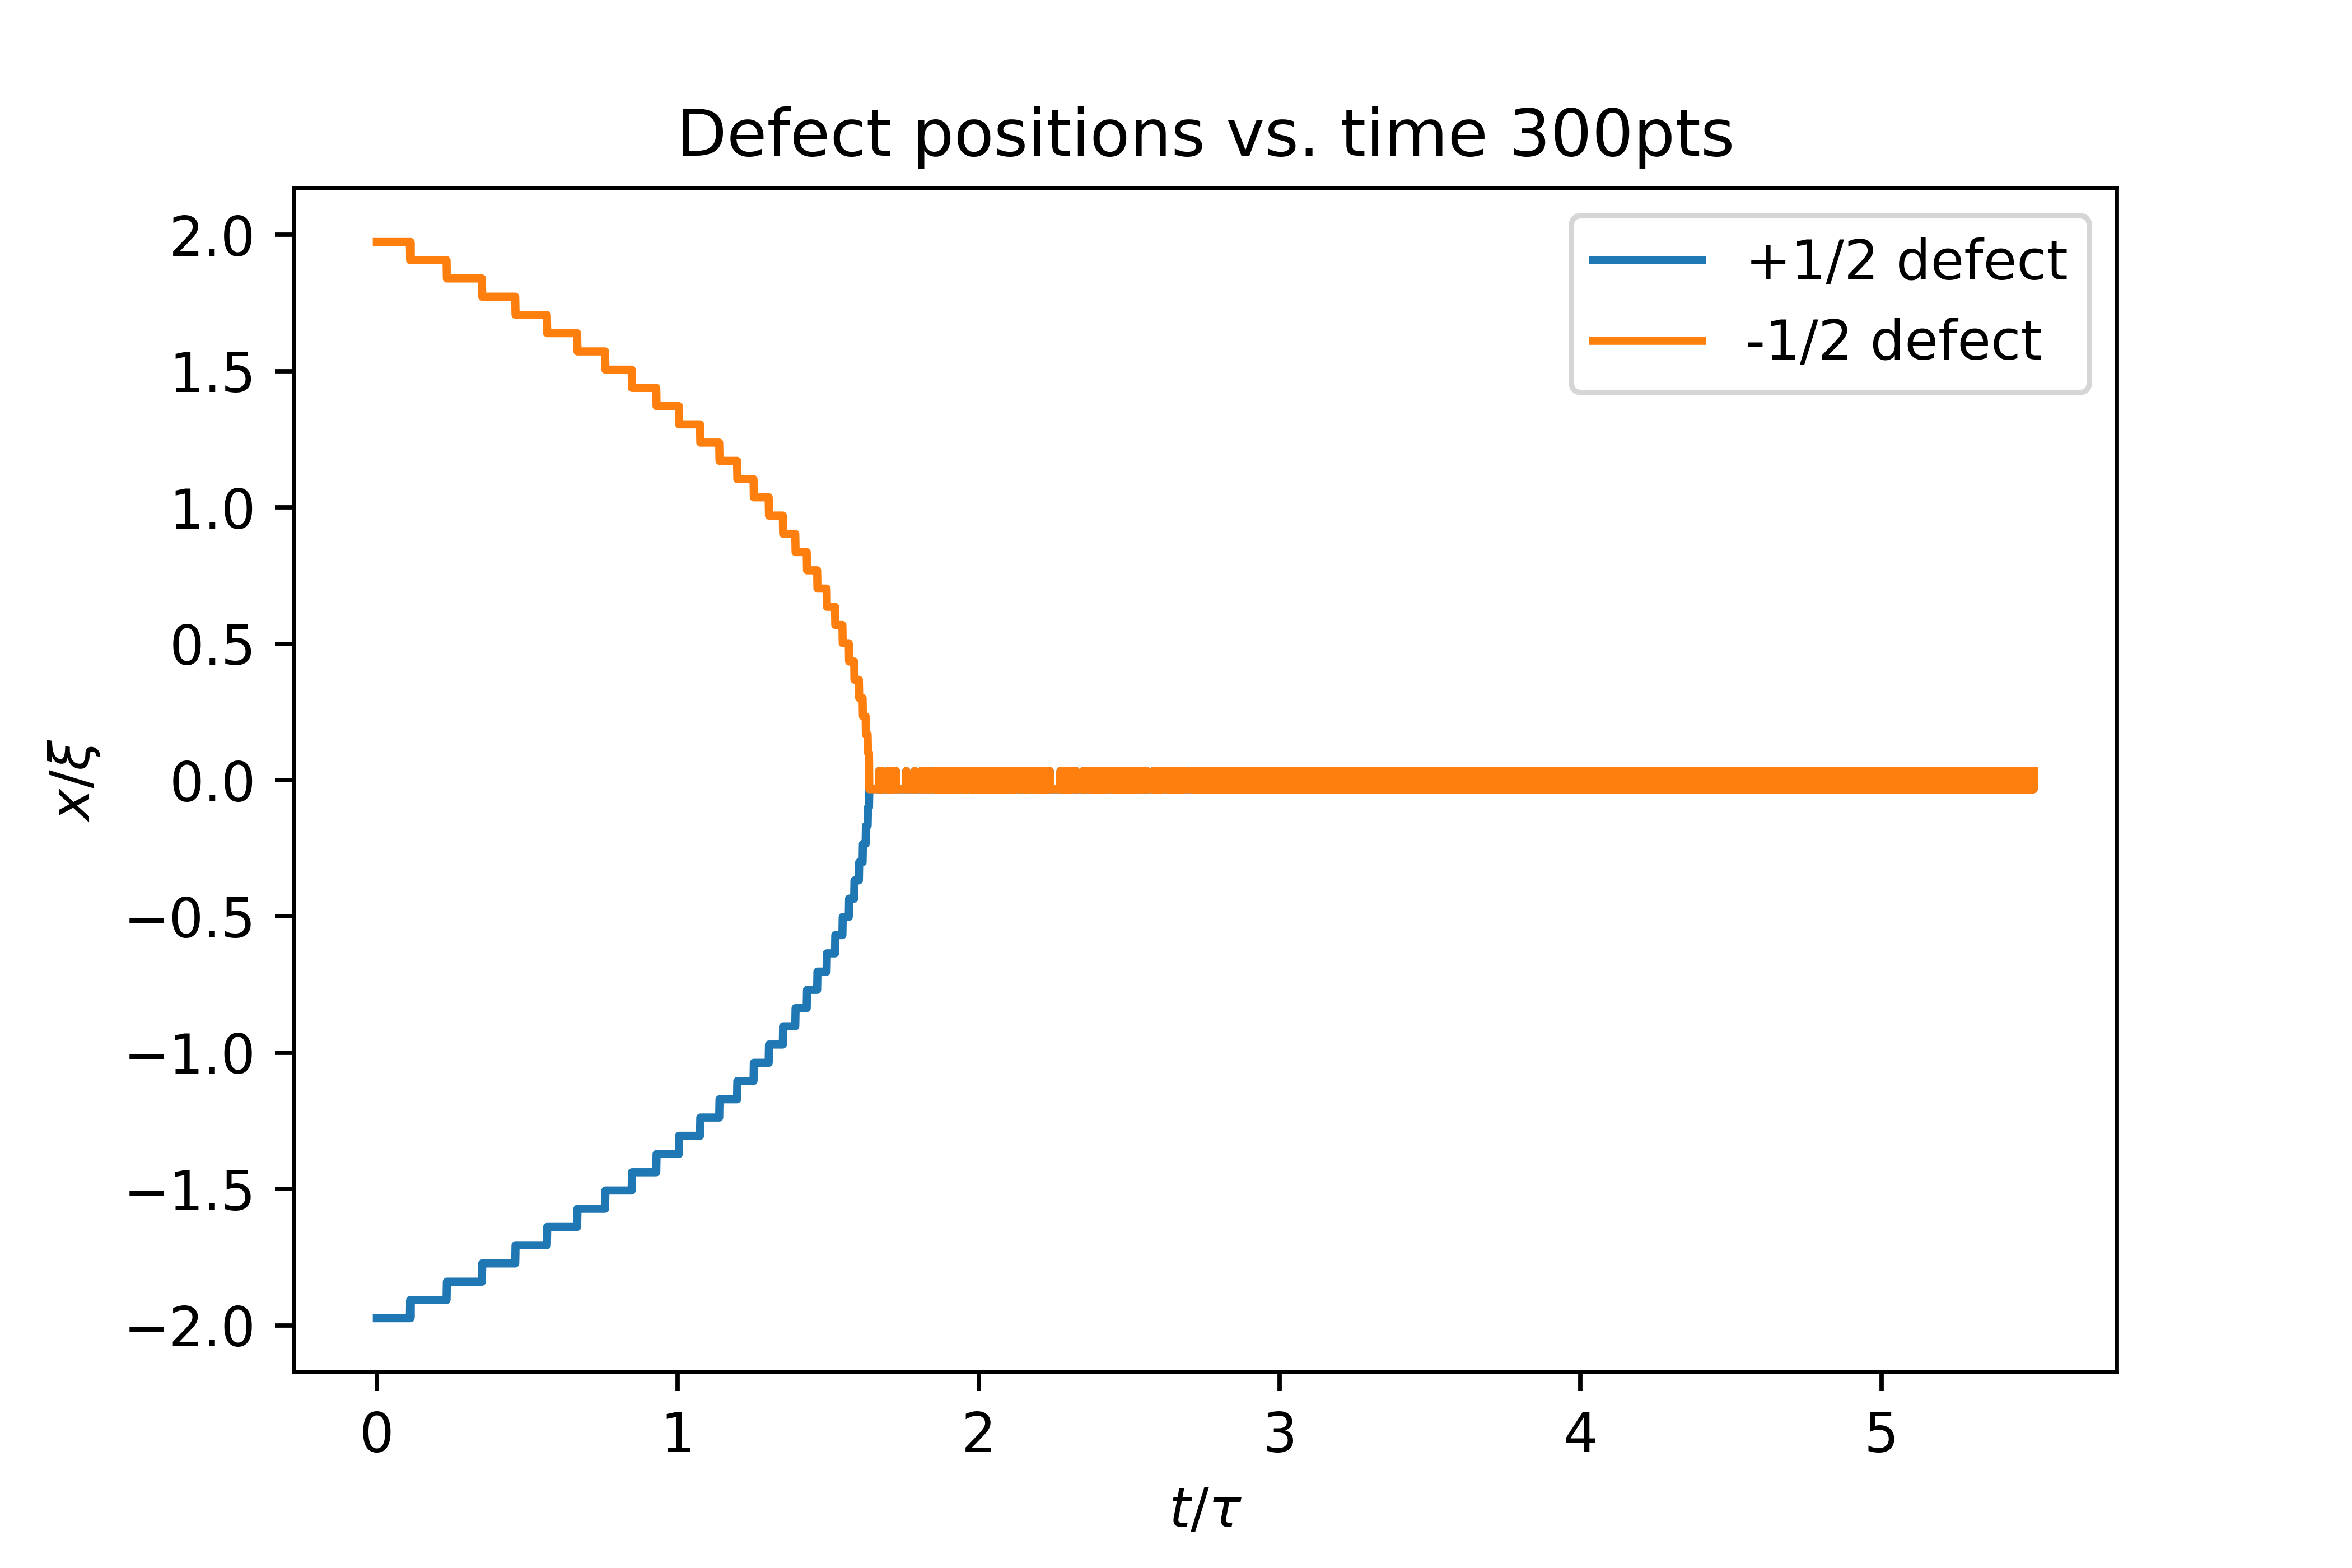 Defect positions vs. time 300pts
+1/2 defect
-1/2 defect
2.0
1.5
1.0
0.5
0.0
−0.5
−1.0
−1.5
−2.0
x/ξ
0 1 2 3 4 5
t/τ